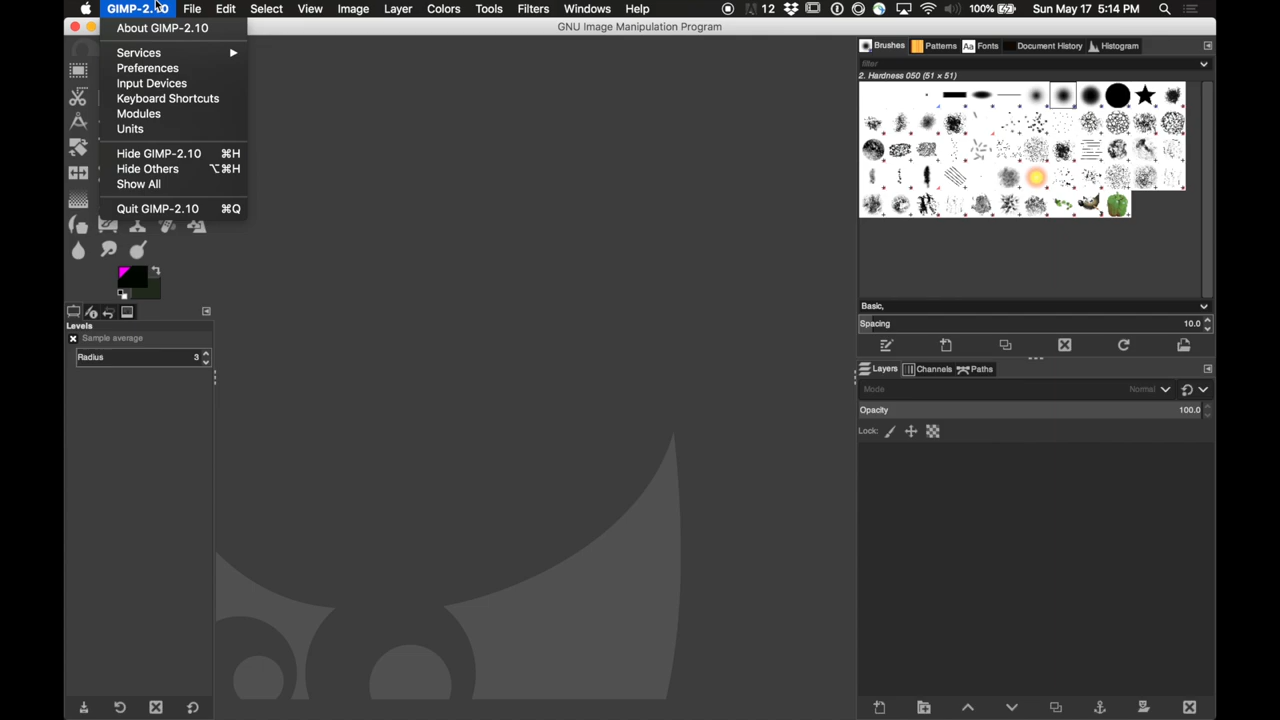 GIMP-2.10 File Edit Select View Image Layer Colors Tools Filters Windows Help 12 100% Sun May 17 5:14 PM
GNU Image Manipulation Program
About GIMP-2.10
Services
Preferences
Input Devices
Keyboard Shortcuts
Modules
Units
Hide GIMP-2.10 ⌘H
Hide Others ⌥⌘H
Show All
Quit GIMP-2.10 ⌘Q
Levels
Sample average
Radius 3
Brushes Patterns Aa Fonts Document History Histogram
filter
2. Hardness 050 (51 × 51)
Basic,
Spacing 10.0
Layers Channels Paths
Mode Normal
Opacity 100.0
Lock: